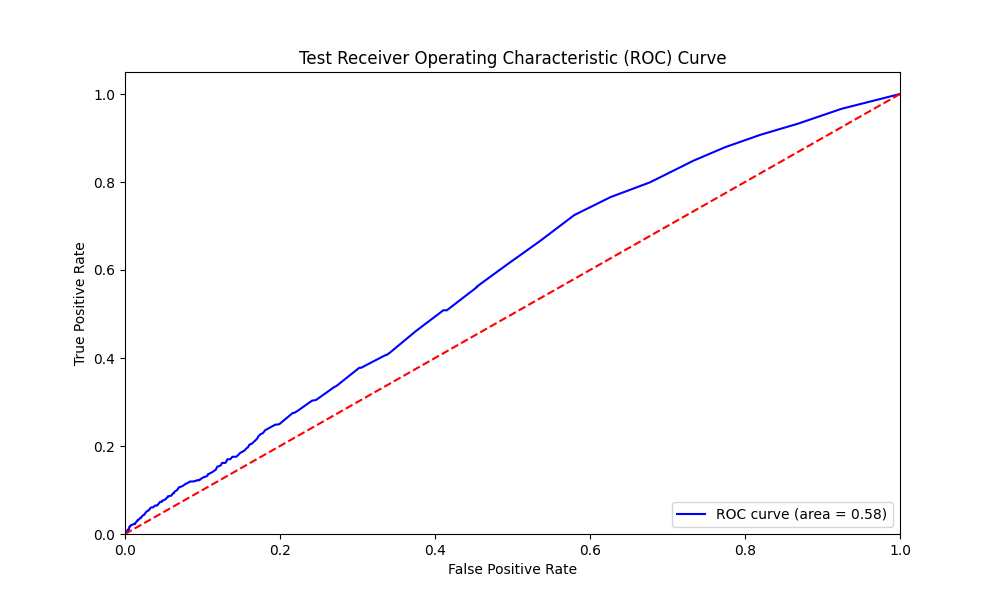 Test Receiver Operating Characteristic (ROC) Curve
True Positive Rate
1.0
0.8
0.6
0.4
0.2
0.0
0.0 0.2 0.4 0.6 0.8 1.0
False Positive Rate
ROC curve (area = 0.58)